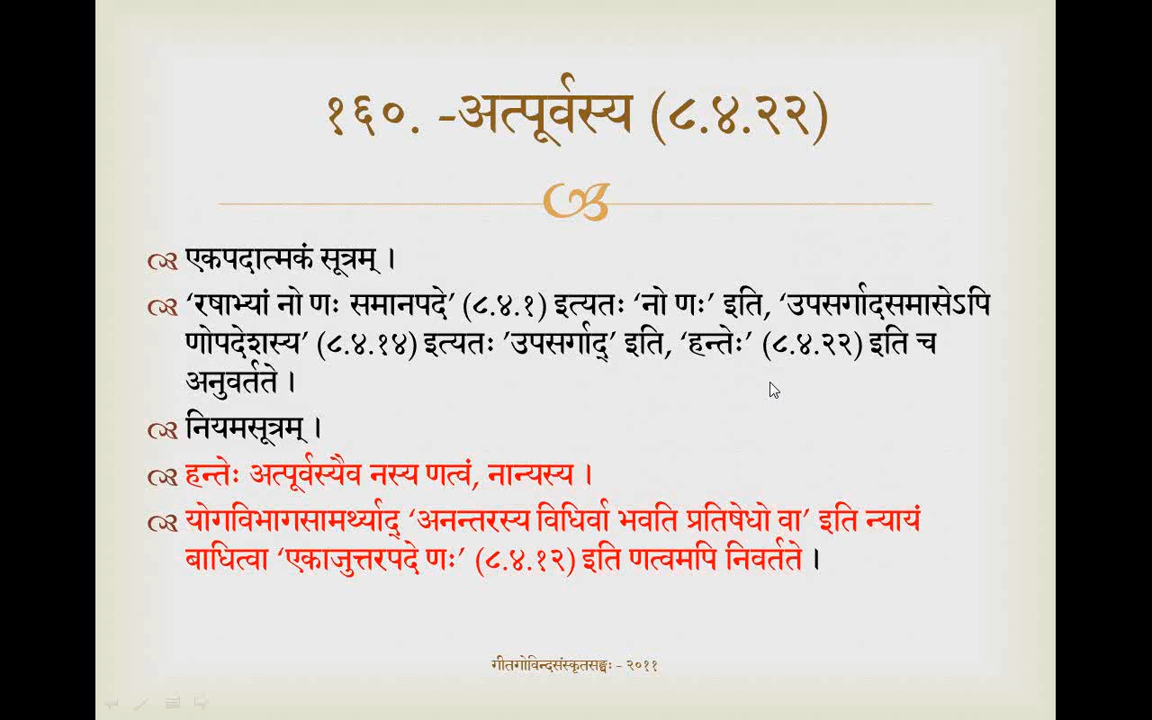 १६०. -अत्पूर्वस्य (८.४.२२)
एकपदात्मकं सूत्रम् ।
‘रषाभ्यां नो णः समानपदे’ (८.४.१) इत्यतः ‘नो णः’ इति, ‘उपसर्गादसमासेऽपि
णोपदेशस्य’ (८.४.१४) इत्यतः ’उपसर्गाद्’ इति, ‘हन्तेः’ (८.४.२२) इति च
अनुवर्तते ।
नियमसूत्रम् ।
हन्तेः अत्पूर्वस्यैव नस्य णत्वं, नान्यस्य ।
योगविभागसामर्थ्याद् ‘अनन्तरस्य विधिर्वा भवति प्रतिषेधो वा’ इति न्यायं
बाधित्वा ‘एकाजुत्तरपदे णः’ (८.४.१२) इति णत्वमपि निवर्तते ।
गीतगोविन्दसंस्कृतसङ्घः - २०११